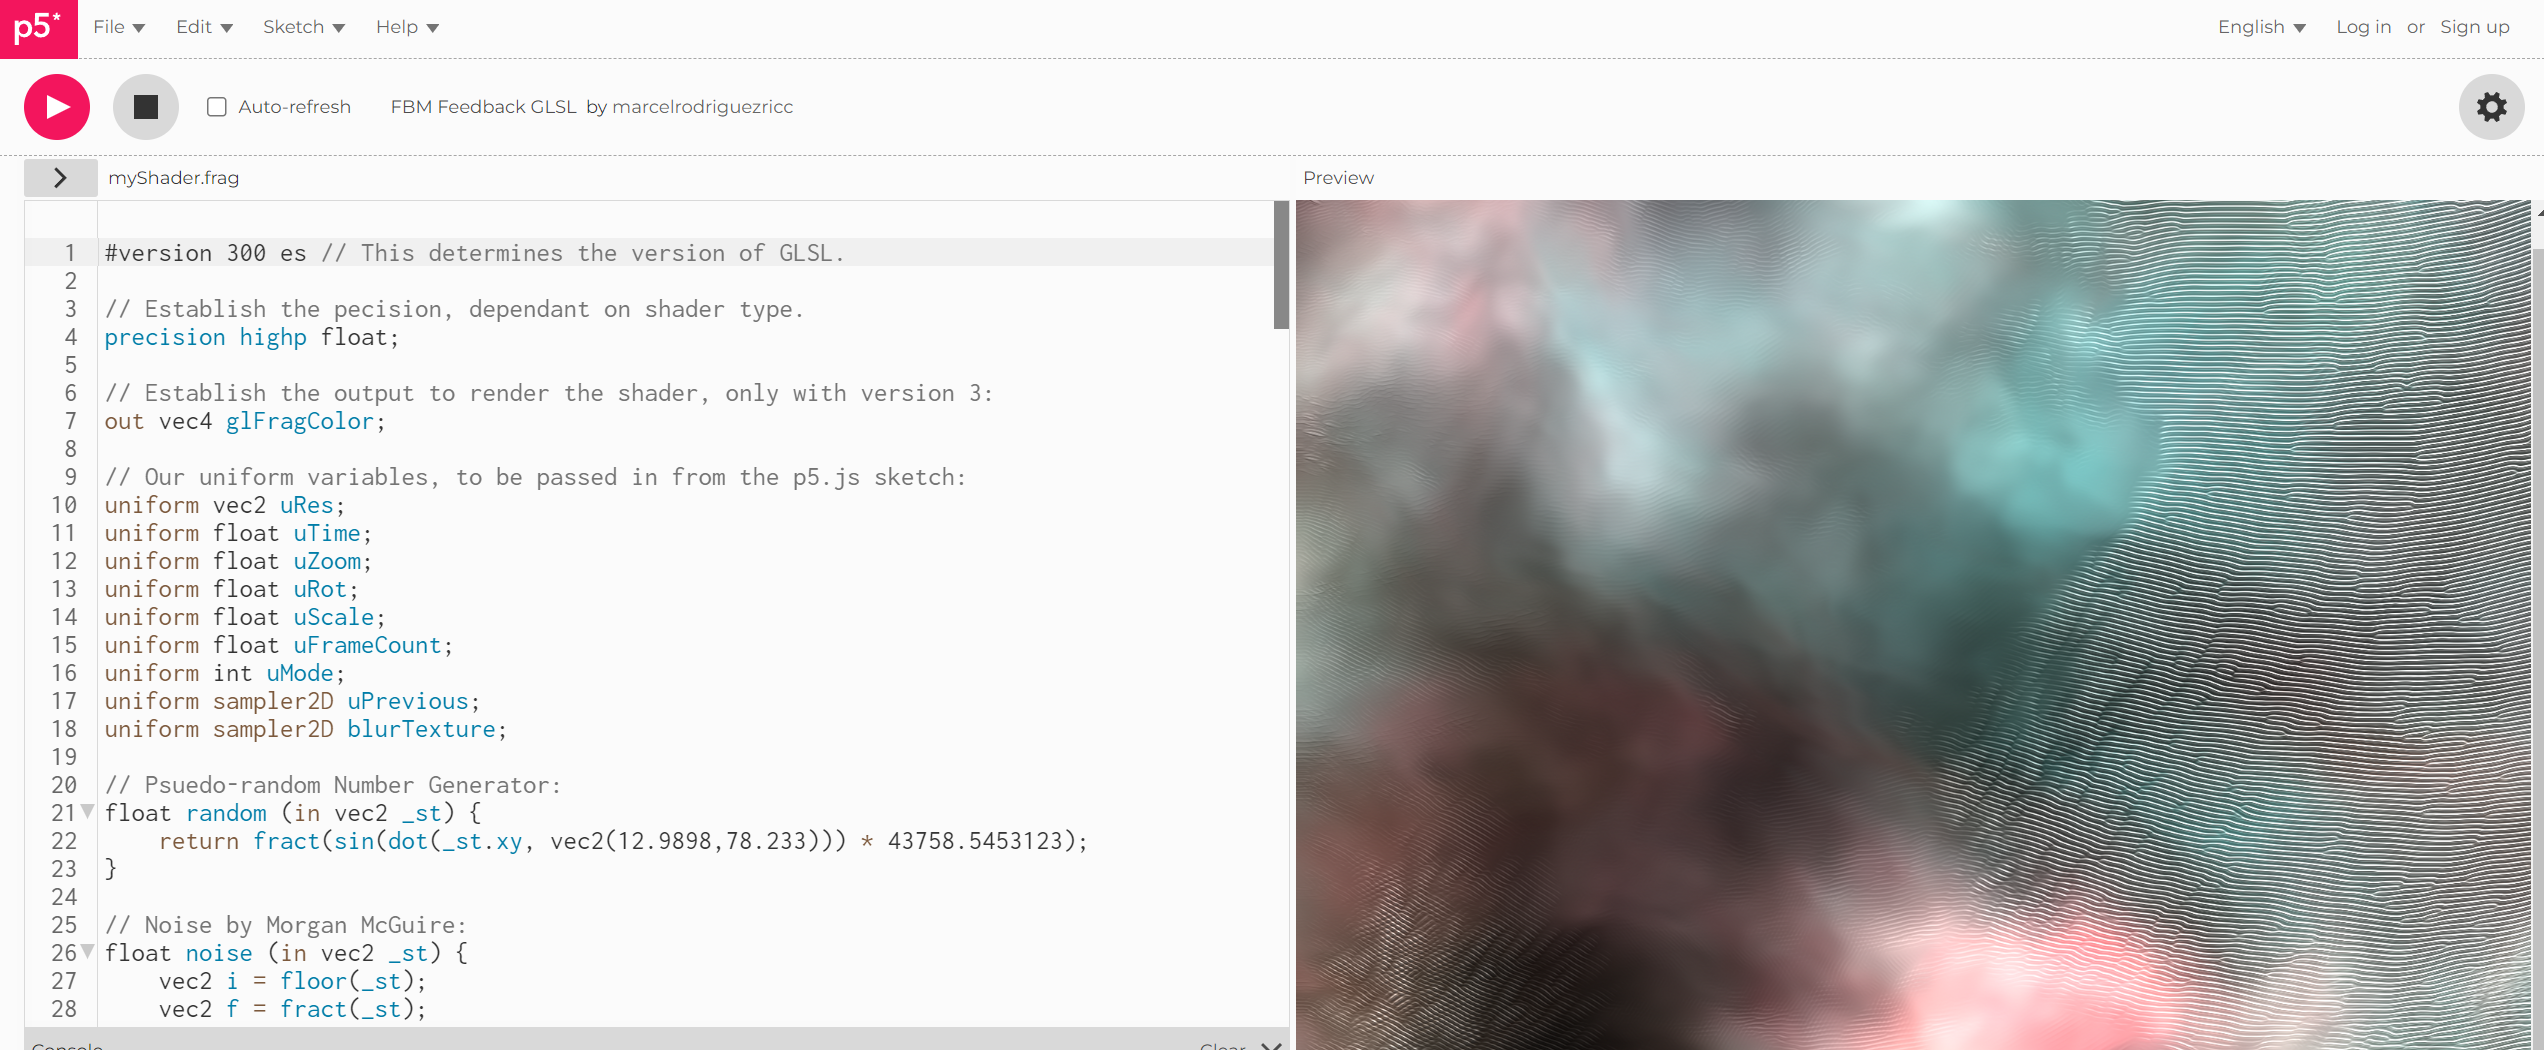 p5* File Edit Sketch Help English Log in or Sign up
Auto-refresh FBM Feedback GLSL by marcelrodriguezricc
myShader.frag
Preview
1 #version 300 es // This determines the version of GLSL.
2
3 // Establish the pecision, dependant on shader type.
4 precision highp float;
5
6 // Establish the output to render the shader, only with version 3:
7 out vec4 glFragColor;
8
9 // Our uniform variables, to be passed in from the p5.js sketch:
10 uniform vec2 uRes;
11 uniform float uTime;
12 uniform float uZoom;
13 uniform float uRot;
14 uniform float uScale;
15 uniform float uFrameCount;
16 uniform int uMode;
17 uniform sampler2D uPrevious;
18 uniform sampler2D blurTexture;
19
20 // Psuedo-random Number Generator:
21 float random (in vec2 _st) {
22 return fract(sin(dot(_st.xy, vec2(12.9898,78.233))) * 43758.5453123);
23 }
24
25 // Noise by Morgan McGuire:
26 float noise (in vec2 _st) {
27 vec2 i = floor(_st);
28 vec2 f = fract(_st);
Console Clear